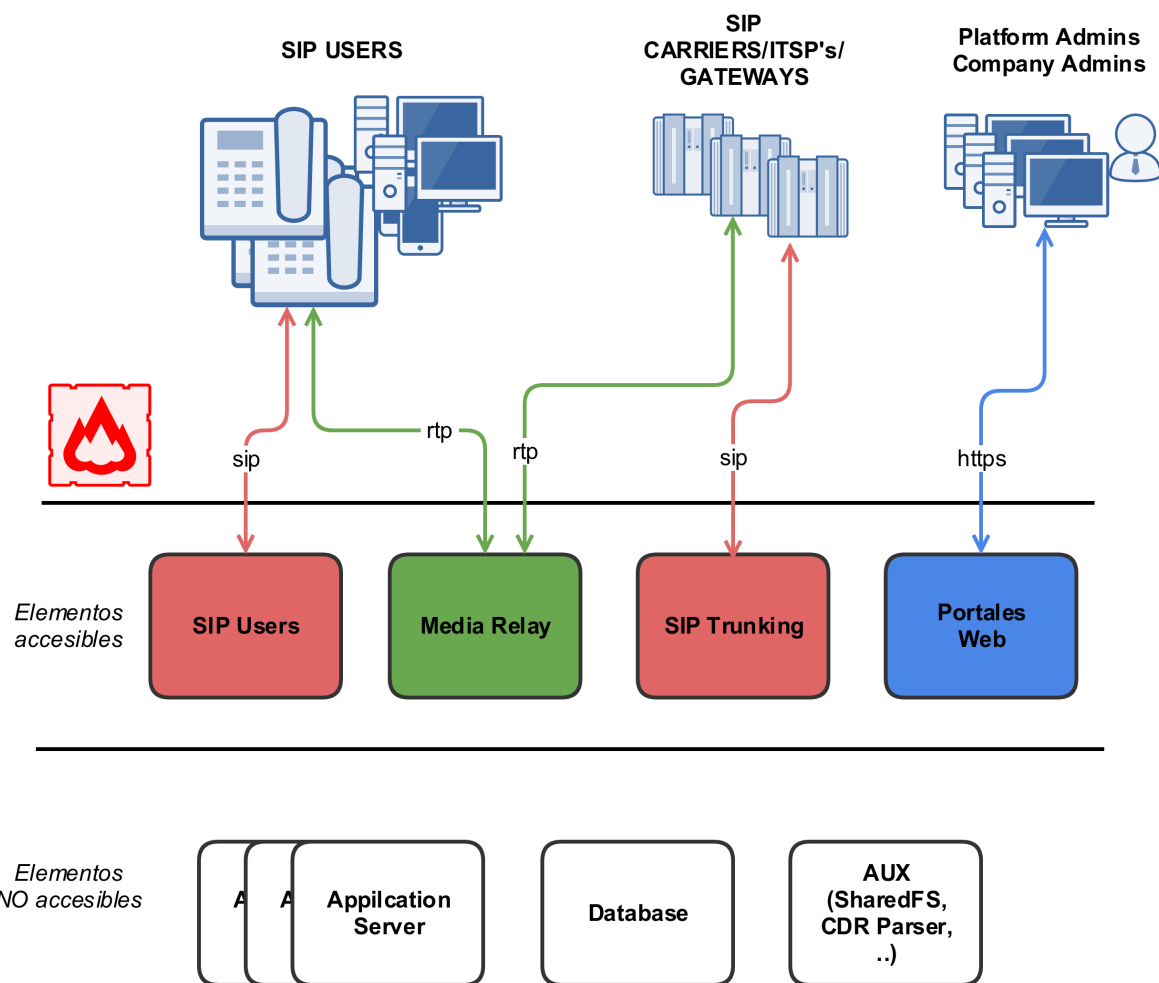 SIP USERS
SIP
CARRIERS/ITSP's/
GATEWAYS
Platform Admins
Company Admins
rtp
rtp
sip
sip
https
Elementos
accesibles
SIP Users
Media Relay
SIP Trunking
Portales
Web
Elementos
NO accesibles
A
A
Appilcation
Server
Database
AUX
(SharedFS,
CDR Parser,
..)